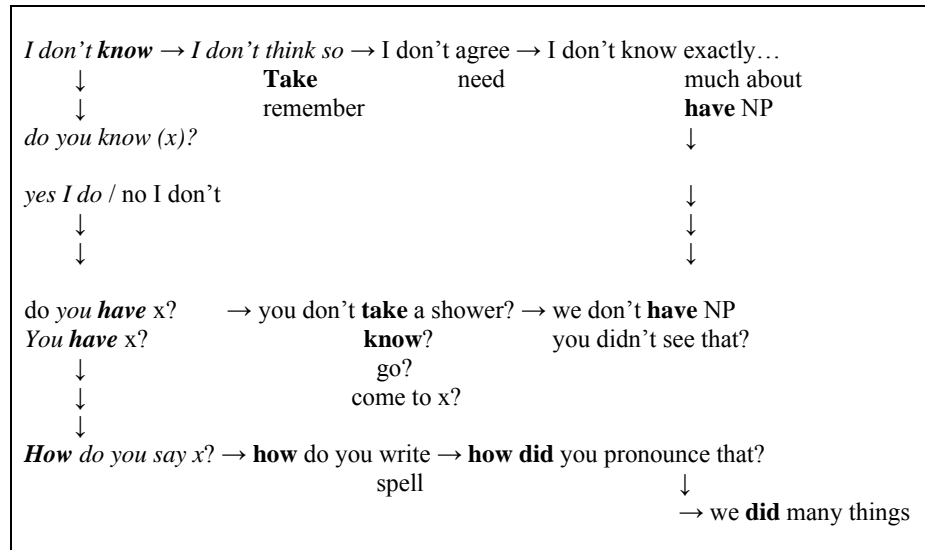 I don't know → I don't think so → I don't agree → I don't know exactly…
↓ Take need much about
↓ remember have NP
do you know (x)? ↓
yes I do / no I don't ↓
↓ ↓
↓ ↓
do you have x? → you don't take a shower? → we don't have NP
You have x? know? you didn't see that?
↓ go?
↓ come to x?
↓
How do you say x? → how do you write → how did you pronounce that?
spell ↓
→ we did many things